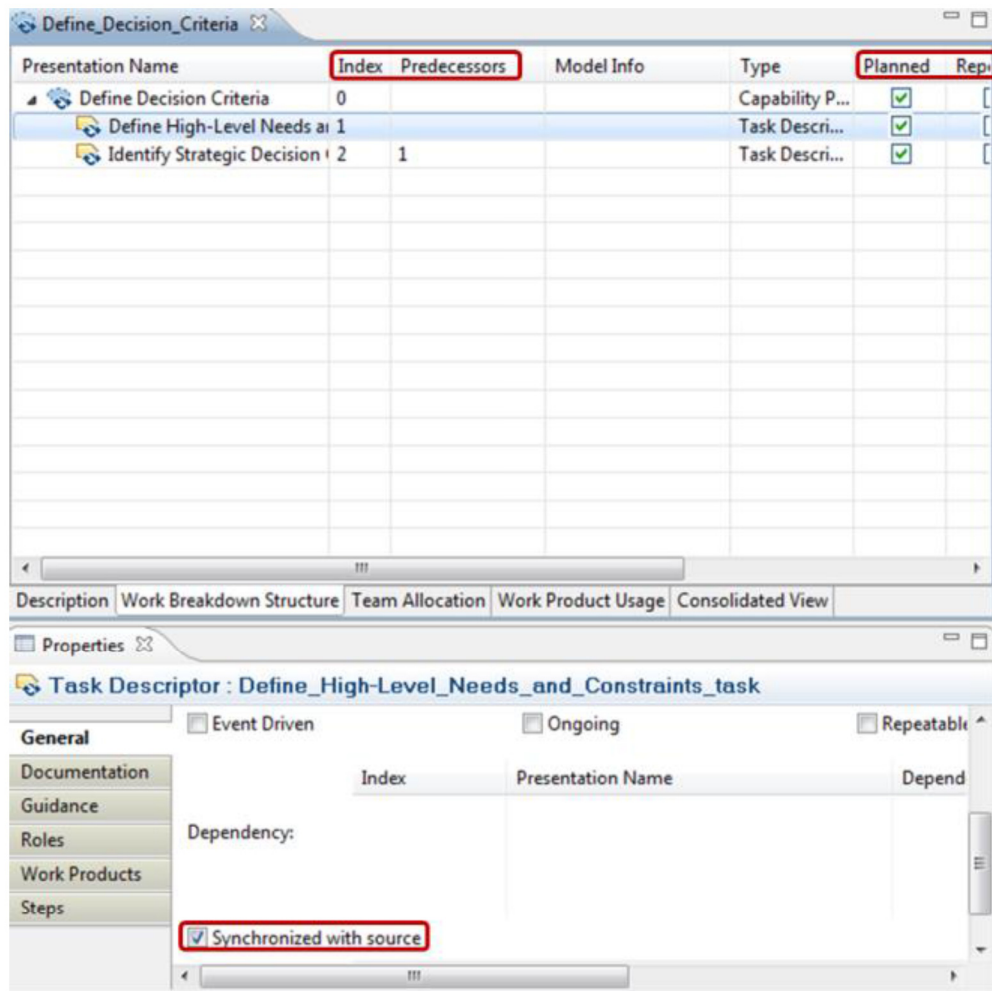 Define_Decision_Criteria
Presentation Name Index Predecessors Model Info Type Planned Rep
Define Decision Criteria 0 Capability P...
Define High-Level Needs a 1 Task Descri...
Identify Strategic Decision 2 1 Task Descri...
Description Work Breakdown Structure Team Allocation Work Product Usage Consolidated View
Properties
Task Descriptor : Define_High-Level_Needs_and_Constraints_task
General Event Driven Ongoing Repeatable
Documentation Index Presentation Name Depend
Guidance
Roles Dependency:
Work Products
Steps
Synchronized with source